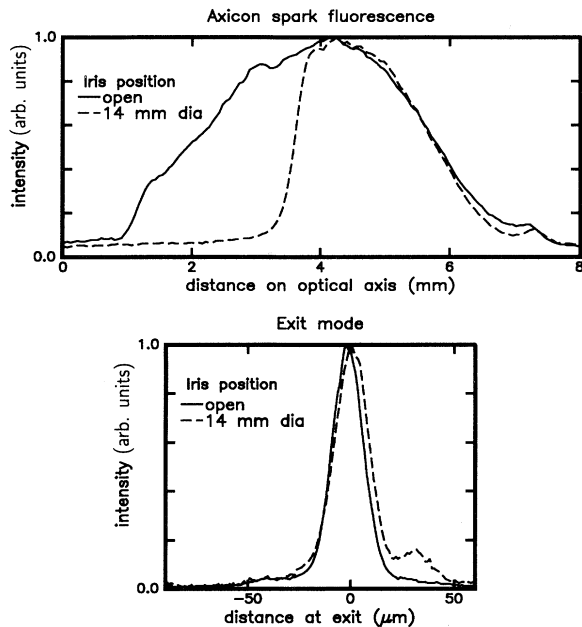 Axicon spark fluorescence
1.0
Iris position
open
14 mm dia
intensity (arb. units)
0.0
0 2 4 6 8
distance on optical axis (mm)
Exit mode
1.0
Iris position
open
14 mm dia
intensity (arb. units)
0.0
-50 0 50
distance at exit (μm)